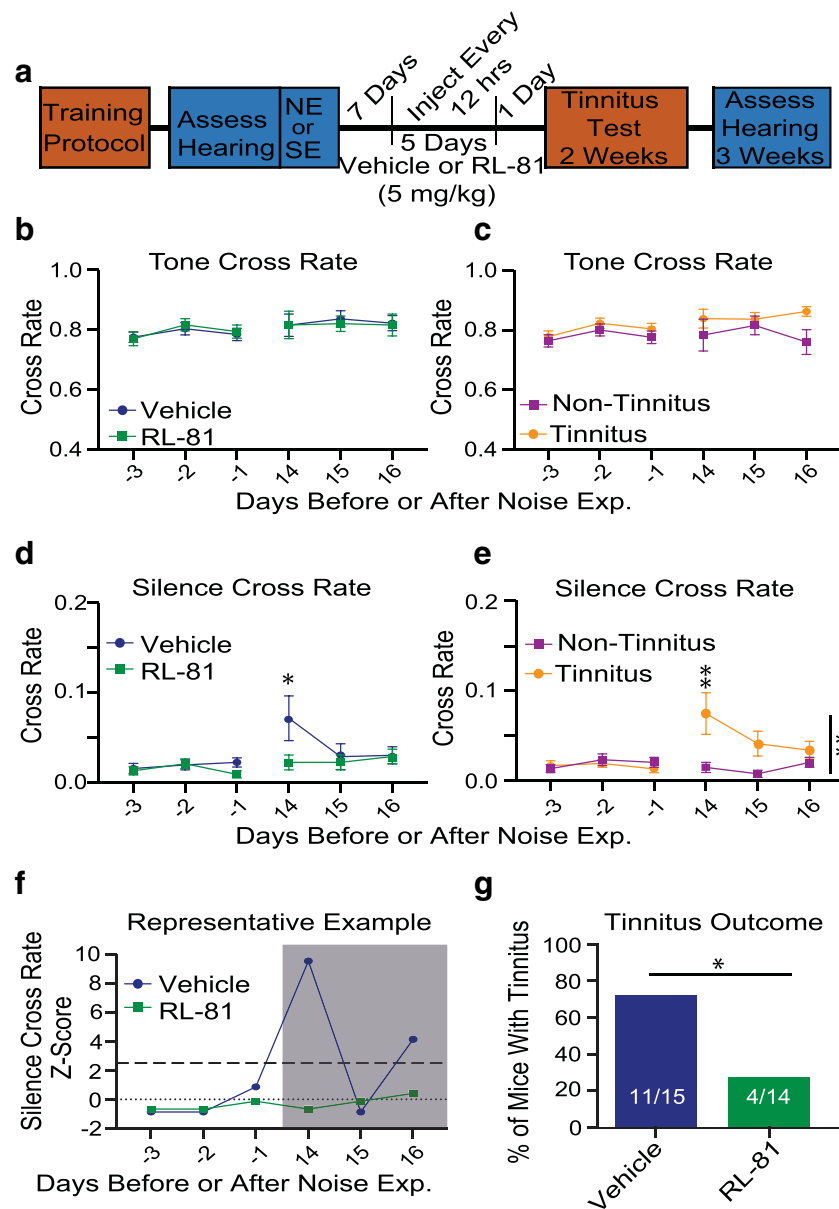 a
Training
Protocol
Assess
Hearing
NE
or
SE
7 Days
Inject Every
12 hrs
1 Day
5 Days
Vehicle or RL-81
(5 mg/kg)
Tinnitus
Test
2 Weeks
Assess
Hearing
3 Weeks
b
Tone Cross Rate
Cross Rate
1.0
0.8
0.6
0.4
Vehicle
RL-81
-3
-2
-1
14
15
16
c
Tone Cross Rate
Cross Rate
1.0
0.8
0.6
0.4
Non-Tinnitus
Tinnitus
-3
-2
-1
14
15
16
Days Before or After Noise Exp.
d
Silence Cross Rate
Cross Rate
0.2
0.1
0.0
Vehicle
RL-81
*
-3
-2
-1
14
15
16
Days Before or After Noise Exp.
e
Silence Cross Rate
Cross Rate
0.2
0.1
0.0
Non-Tinnitus
Tinnitus
**
-3
-2
-1
14
15
16
Days Before or After Noise Exp.
f
Representative Example
Silence Cross Rate
Z-Score
10
8
6
4
2
0
-2
Vehicle
RL-81
-3
-2
-1
14
15
16
Days Before or After Noise Exp.
g
Tinnitus Outcome
% of Mice With Tinnitus
100
80
60
40
20
0
*
11/15
4/14
Vehicle
RL-81